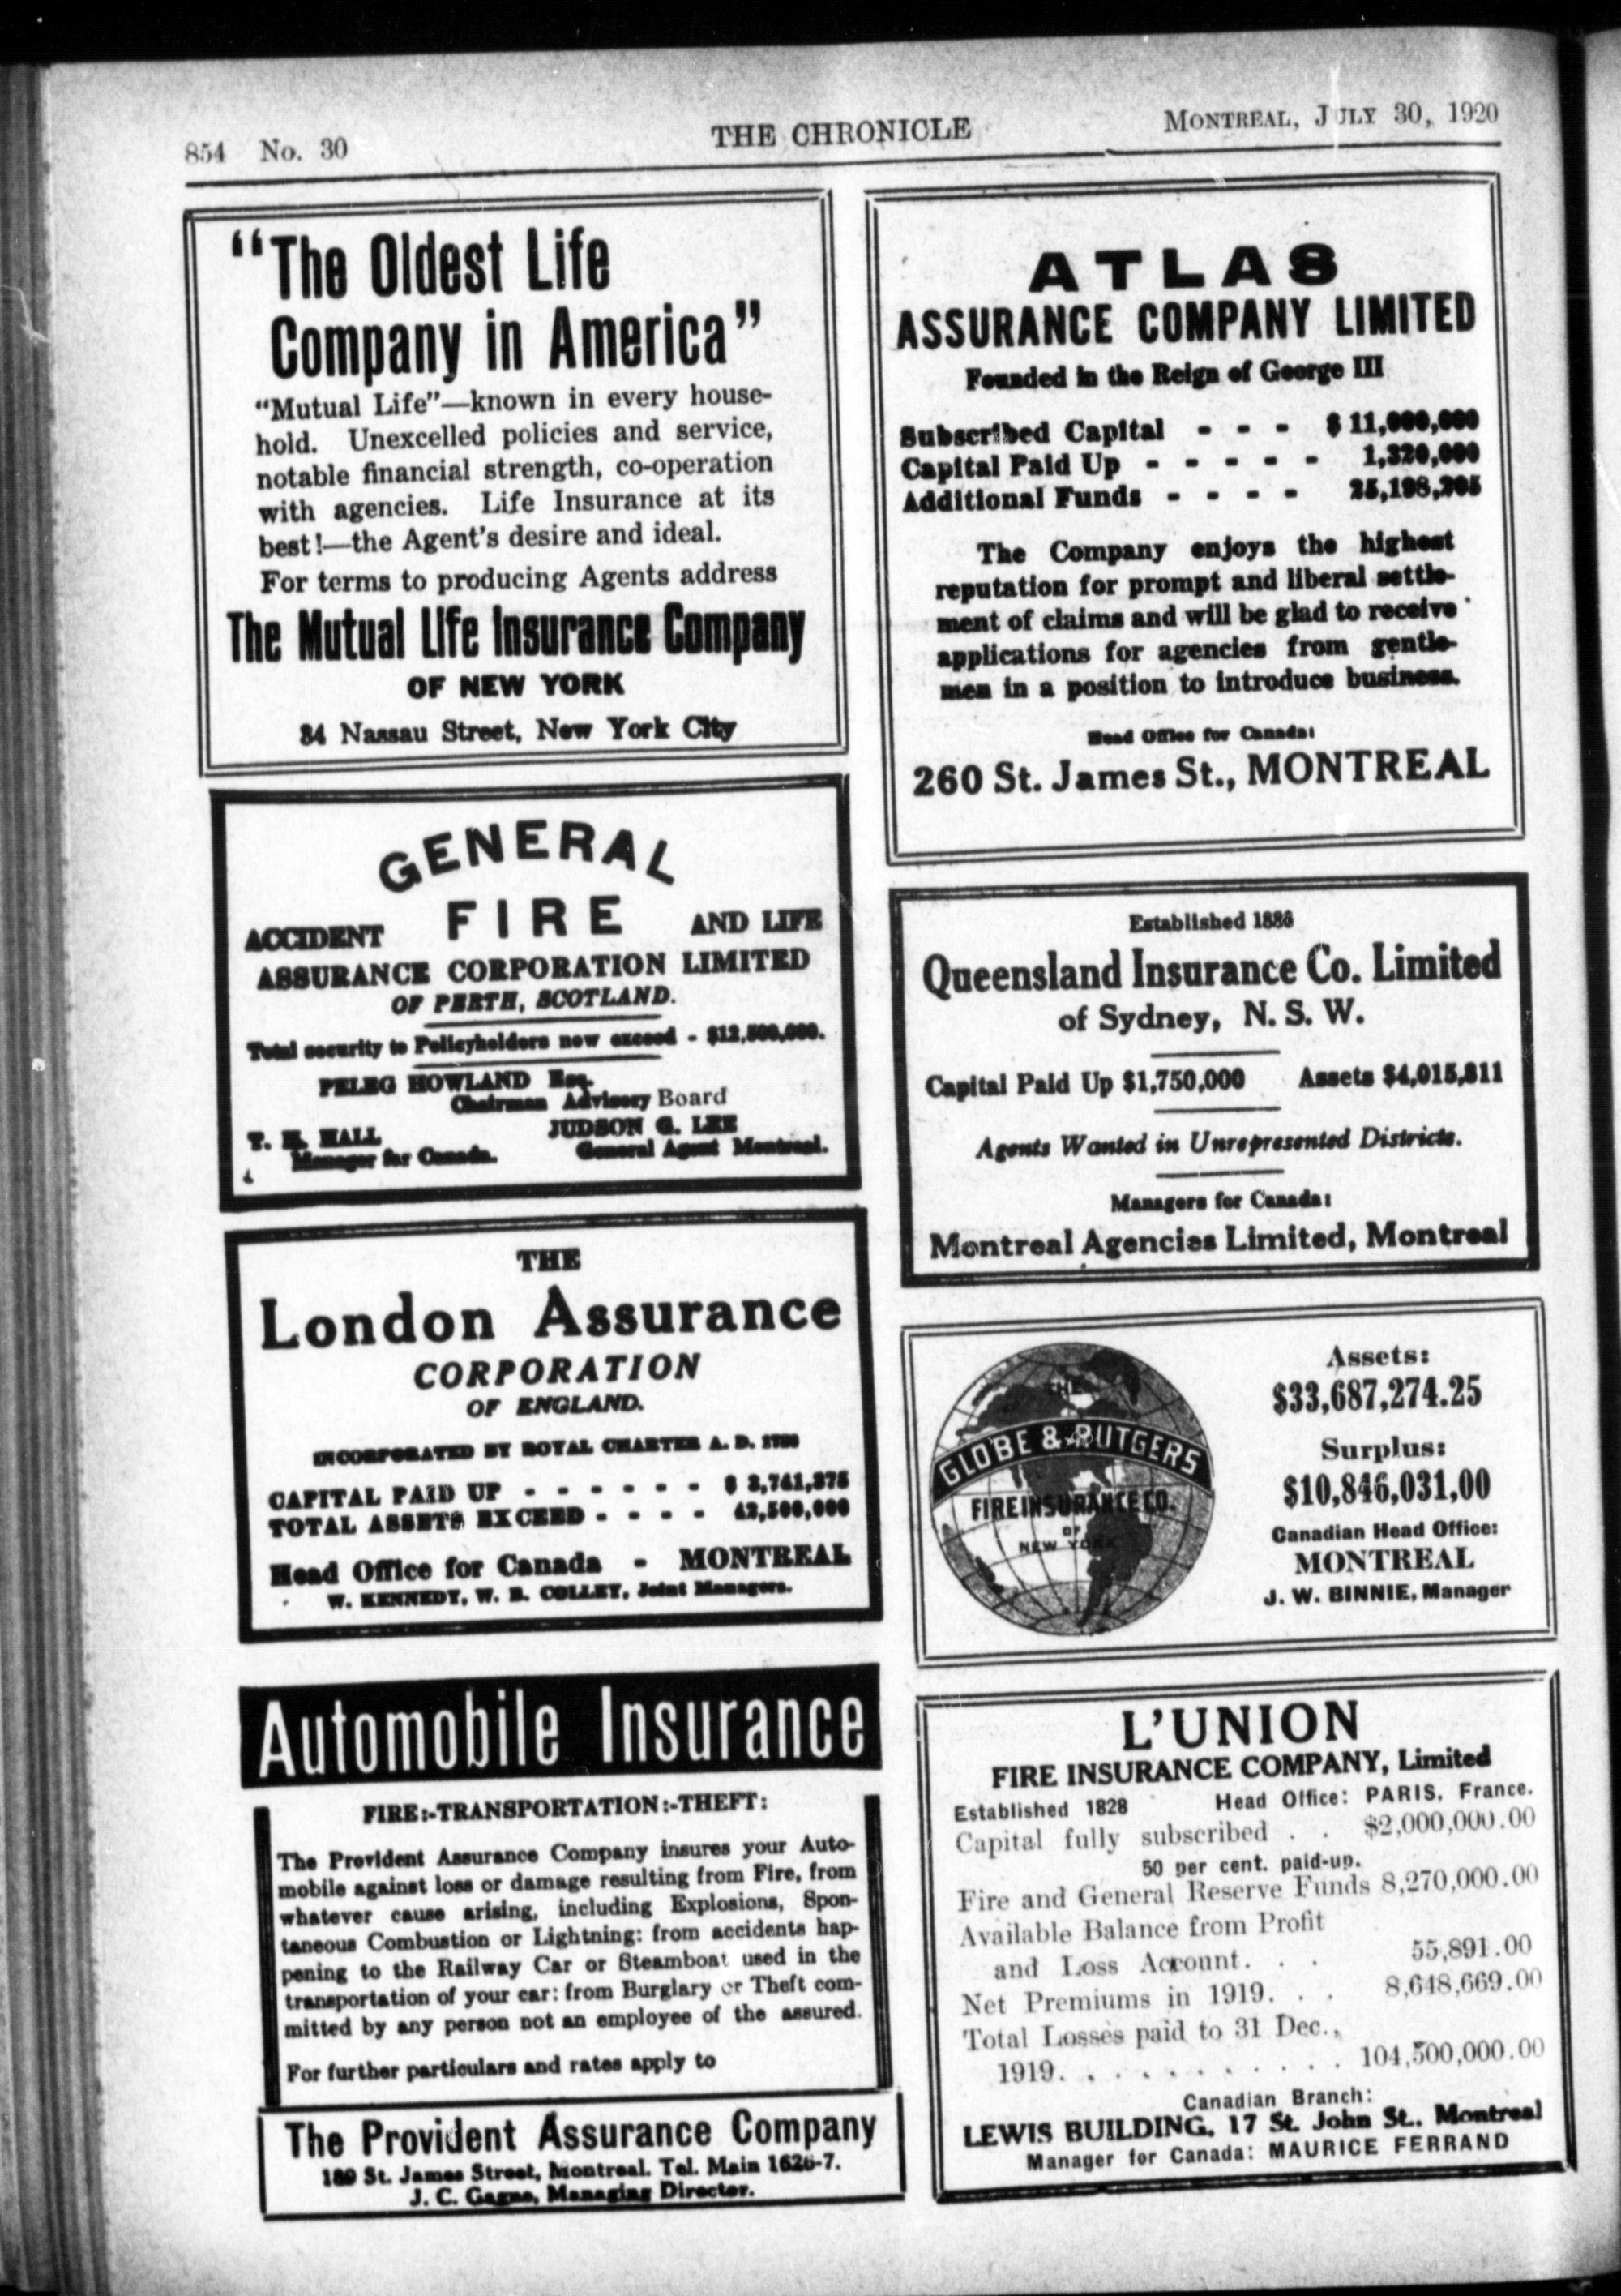 854 No. 30
THE CHRONICLE
MONTREAL, JULY 30, 1920
"The Oldest Life
Company in America"
"Mutual Life"—known in every house-
hold. Unexcelled policies and service,
notable financial strength, co-operation
with agencies. Life Insurance at its
best!—the Agent's desire and ideal.
For terms to producing Agents address
The Mutual Life Insurance Company
OF NEW YORK
34 Nassau Street, New York City
GENERAL
ACCIDENT FIRE AND LIFE
ASSURANCE CORPORATION LIMITED
OF PERTH, SCOTLAND.
Total security to Policyholders now exceed - $12,500,000.
PELEG HOWLAND Esq.
Chairman Advisory Board
T. H. HALL
Manager for Canada.
JUDSON G. LEE
General Agent Montreal.
THE
London Assurance
CORPORATION
OF ENGLAND.
INCORPORATED BY ROYAL CHARTER A. D. 1720
CAPITAL PAID UP - - - - - - $ 3,741,375
TOTAL ASSETS EXCEED - - - - 42,500,000
Head Office for Canada - MONTREAL
W. KENNEDY, W. B. COLLEY, Joint Managers.
Automobile Insurance
FIRE:-TRANSPORTATION:-THEFT:
The Provident Assurance Company insures your Auto-
mobile against loss or damage resulting from Fire, from
whatever cause arising, including Explosions, Spon-
taneous Combustion or Lightning: from accidents hap-
pening to the Railway Car or Steamboat used in the
transportation of your car: from Burglary or Theft com-
mitted by any person not an employee of the assured.
For further particulars and rates apply to
The Provident Assurance Company
189 St. James Street, Montreal. Tel. Main 1626-7.
J. C. Gagne, Managing Director.
ATLAS
ASSURANCE COMPANY LIMITED
Founded in the Reign of George III
Subscribed Capital - - - $ 11,000,000
Capital Paid Up - - - - - 1,320,000
Additional Funds - - - - 25,198,205
The Company enjoys the highest
reputation for prompt and liberal settle-
ment of claims and will be glad to receive
applications for agencies from gentle-
men in a position to introduce business.
Head Office for Canada:
260 St. James St., MONTREAL
Established 1886
Queensland Insurance Co. Limited
of Sydney, N. S. W.
Capital Paid Up $1,750,000 Assets $4,015,811
Agents Wanted in Unrepresented Districts.
Managers for Canada:
Montreal Agencies Limited, Montreal
THE
GLOBE & RUTGERS
FIRE INSURANCE CO.
OF
NEW YORK
Assets:
$33,687,274.25
Surplus:
$10,846,031,00
Canadian Head Office:
MONTREAL
J. W. BINNIE, Manager
L'UNION
FIRE INSURANCE COMPANY, Limited
Established 1828 Head Office: PARIS, France.
Capital fully subscribed . . $2,000,000.00
50 per cent. paid-up.
Fire and General Reserve Funds 8,270,000.00
Available Balance from Profit
and Loss Account. . . 55,891.00
Net Premiums in 1919. . . 8,648,669.00
Total Losses paid to 31 Dec.,
1919. . . . . . . . . . . 104,500,000.00
Canadian Branch:
LEWIS BUILDING, 17 St. John St.. Montreal
Manager for Canada: MAURICE FERRAND